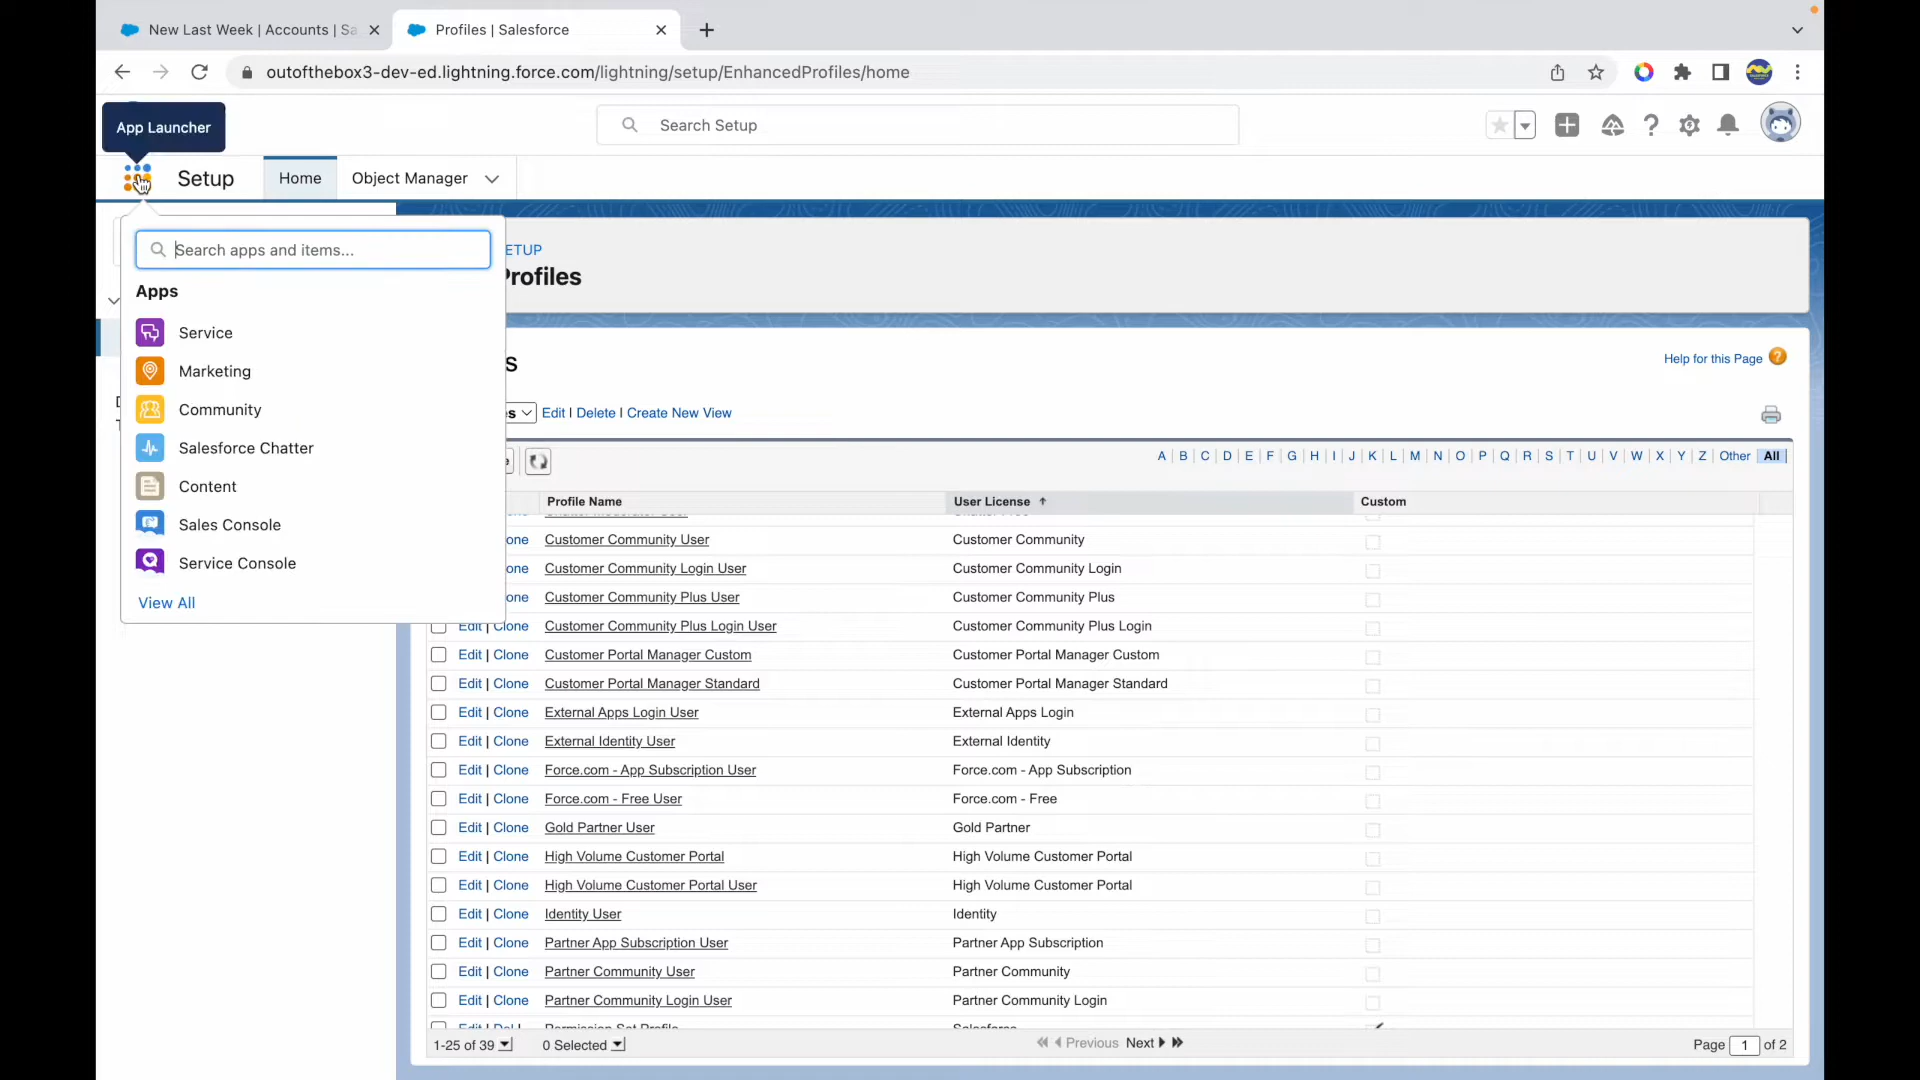 New Last Week | Accounts | Sa
Profiles | Salesforce
outofthebox3-dev-ed.lightning.force.com/lightning/setup/EnhancedProfiles/home
App Launcher
Search Setup
Setup
Home
Object Manager
Search apps and items...
Apps
Service
Marketing
Community
Salesforce Chatter
Content
Sales Console
Service Console
View All
ETUP
Profiles
s
Help for this Page ?
s Edit | Delete | Create New View
A | B | C | D | E | F | G | H | I | J | K | L | M | N | O | P | Q | R | S | T | U | V | W | X | Y | Z | Other | All
Profile Name User License Custom
one Customer Community User Customer Community
one Customer Community Login User Customer Community Login
one Customer Community Plus User Customer Community Plus
Edit | Clone Customer Community Plus Login User Customer Community Plus Login
Edit | Clone Customer Portal Manager Custom Customer Portal Manager Custom
Edit | Clone Customer Portal Manager Standard Customer Portal Manager Standard
Edit | Clone External Apps Login User External Apps Login
Edit | Clone External Identity User External Identity
Edit | Clone Force.com - App Subscription User Force.com - App Subscription
Edit | Clone Force.com - Free User Force.com - Free
Edit | Clone Gold Partner User Gold Partner
Edit | Clone High Volume Customer Portal High Volume Customer Portal
Edit | Clone High Volume Customer Portal User High Volume Customer Portal
Edit | Clone Identity User Identity
Edit | Clone Partner App Subscription User Partner App Subscription
Edit | Clone Partner Community User Partner Community
Edit | Clone Partner Community Login User Partner Community Login
Edit | Del | Permission Set Profile Salesforce
1-25 of 39 0 Selected Previous Next Page 1 of 2